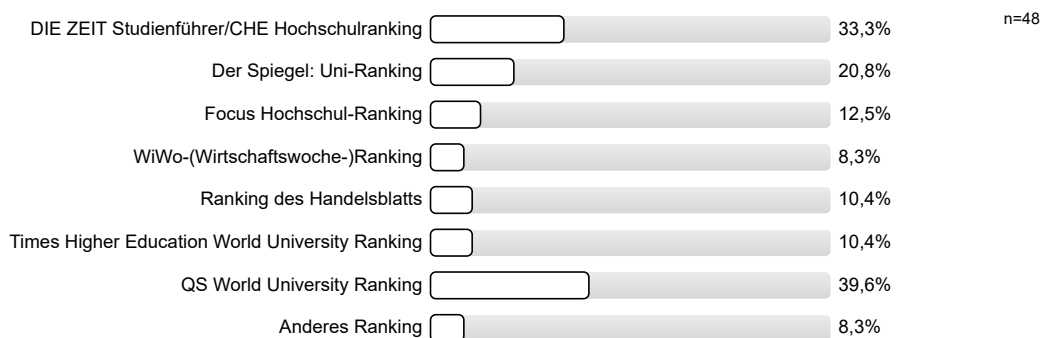 n=48
DIE ZEIT Studienführer/CHE Hochschulranking 33,3%
Der Spiegel: Uni-Ranking 20,8%
Focus Hochschul-Ranking 12,5%
WiWo-(Wirtschaftswoche-)Ranking 8,3%
Ranking des Handelsblatts 10,4%
Times Higher Education World University Ranking 10,4%
QS World University Ranking 39,6%
Anderes Ranking 8,3%